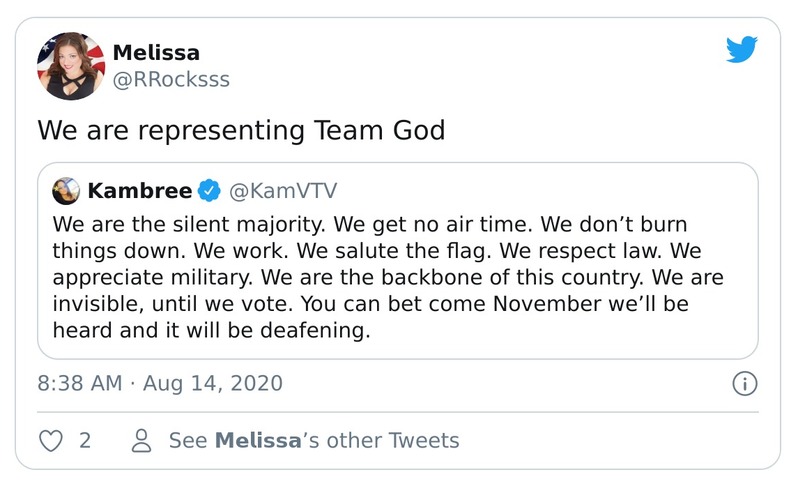 Melissa
@RRocksss
We are representing Team God
Kambree @KamVTV
We are the silent majority. We get no air time. We don’t burn
things down. We work. We salute the flag. We respect law. We
appreciate military. We are the backbone of this country. We are
invisible, until we vote. You can bet come November we’ll be
heard and it will be deafening.
8:38 AM · Aug 14, 2020
2 See Melissa’s other Tweets